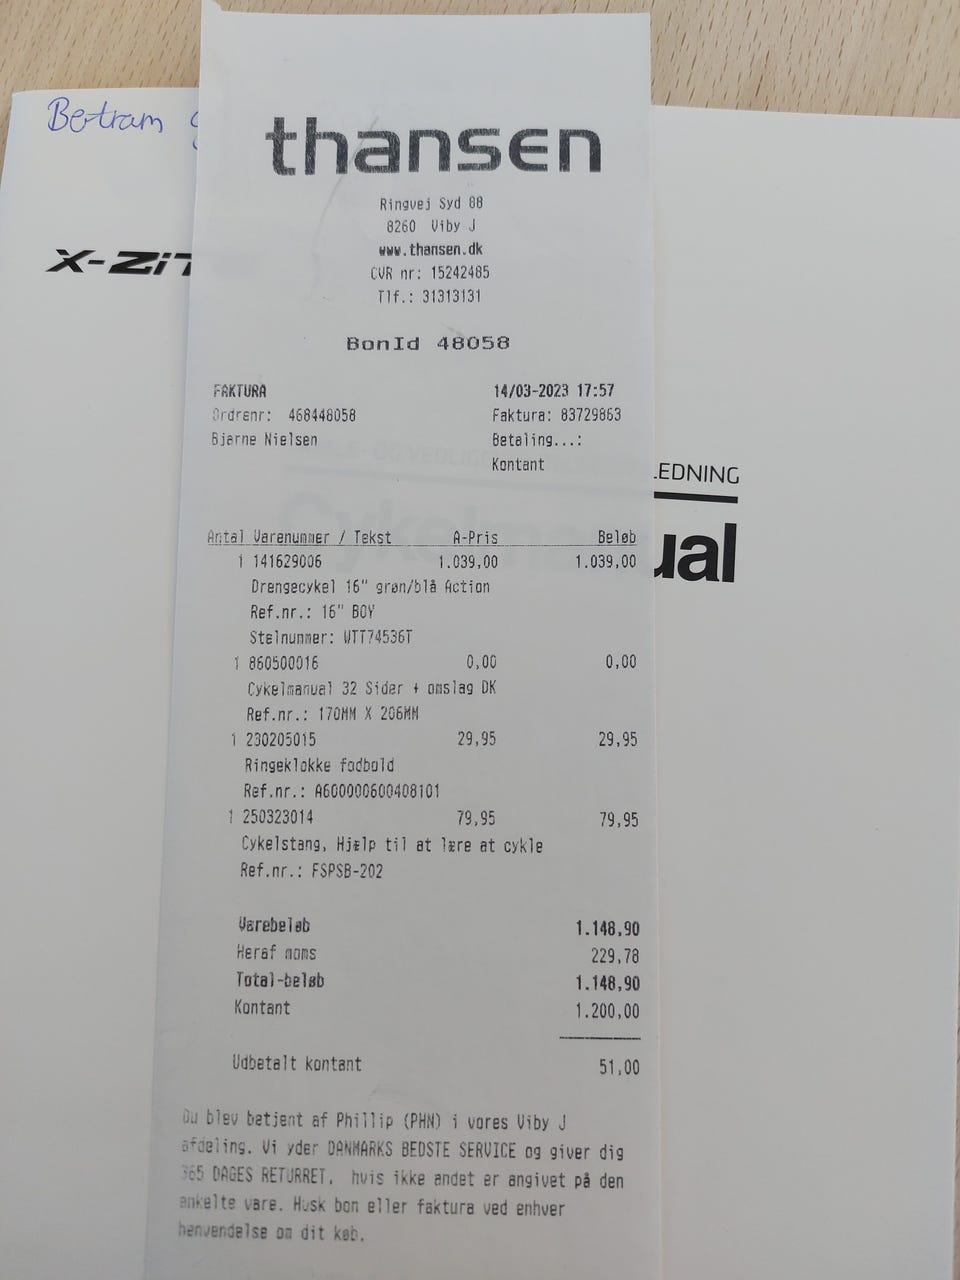 Bertram
thansen
Ringvej Syd 88
8260 Viby J
www.thansen.dk
CVR nr: 15242485
Tlf.: 31313131
X-ZiT
BonId 48058
FAKTURA 14/03-2023 17:57
Ordrenr: 468448058 Faktura: 83729863
Bjarne Nielsen Betaling...:
Kontant
LEDNING
ual
Antal Varenummer / Tekst A-Pris Beløb
1 141629006 1.039,00 1.039,00
Drengecykel 16" grøn/blå Action
Ref.nr.: 16" BOY
Stelnummer: WTT74536T
1 860500016 0,00 0,00
Cykelmanual 32 Sider + omslag DK
Ref.nr.: 170MM X 206MM
1 230205015 29,95 29,95
Ringeklokke fodbold
Ref.nr.: A600000600408101
1 250323014 79,95 79,95
Cykelstang, Hjælp til at lære at cykle
Ref.nr.: FSPSB-202
Varebeløb 1.148,90
Heraf moms 229,78
Total-beløb 1.148,90
Kontant 1.200,00
Udbetalt kontant 51,00
Du blev betjent af Phillip (PHN) i vores Viby J
afdeling. Vi yder DANMARKS BEDSTE SERVICE og giver dig
365 DAGES RETURRET, hvis ikke andet er angivet på den
enkelte vare. Husk bon eller faktura ved enhver
henvendelse om dit køb.